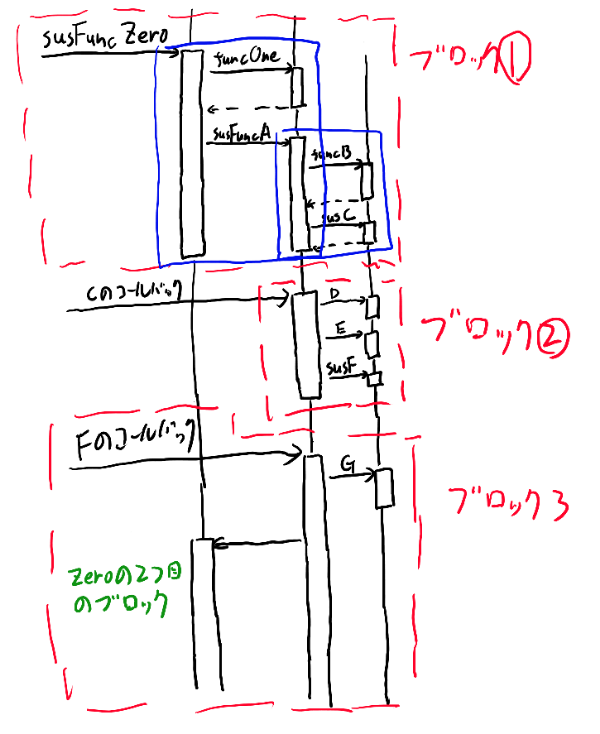 susFuncZero
funcOne
ブロック①
susFuncA
funcB
susC
Cのコールバック
D
ブロック②
E
susF
Fのコールバック
G
ブロック3
Zeroの2つ目
のブロック